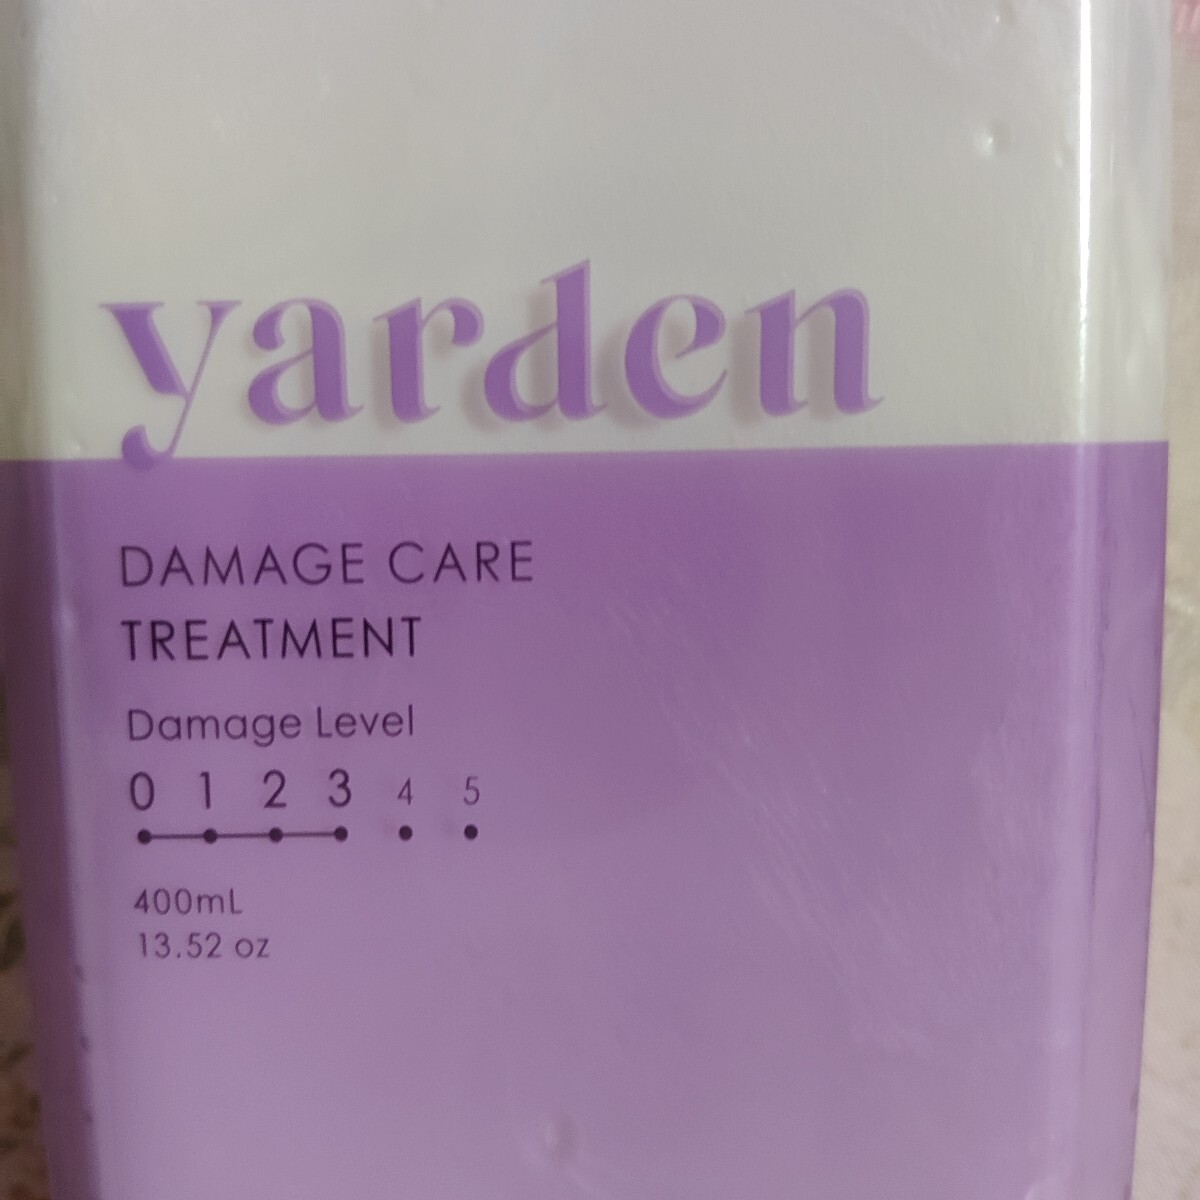 yarden
DAMAGE CARE
TREATMENT
Damage Level
0 1 2 3 4 5
400mL
13.52 oz